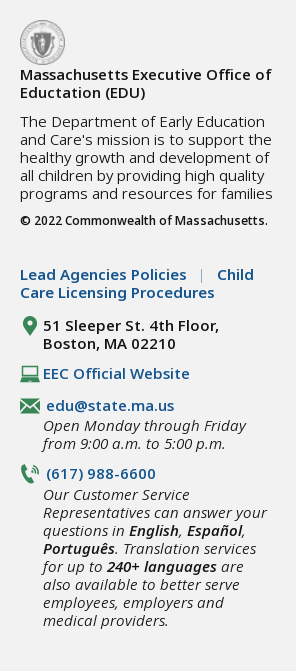 Massachusetts Executive Office of
Eductation (EDU)
The Department of Early Education
and Care's mission is to support the
healthy growth and development of
all children by providing high quality
programs and resources for families
© 2022 Commonwealth of Massachusetts.
Lead Agencies Policies | Child
Care Licensing Procedures
51 Sleeper St. 4th Floor,
Boston, MA 02210
EEC Official Website
edu@state.ma.us
Open Monday through Friday
from 9:00 a.m. to 5:00 p.m.
(617) 988-6600
Our Customer Service
Representatives can answer your
questions in English, Español,
Português. Translation services
for up to 240+ languages are
also available to better serve
employees, employers and
medical providers.